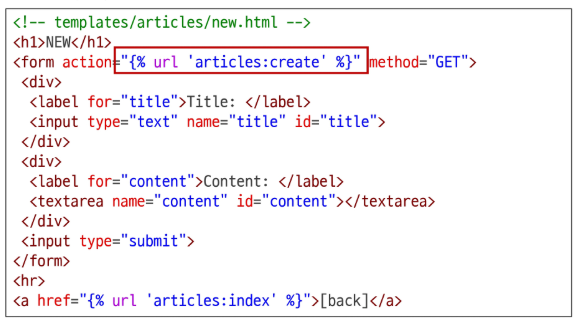 <!-- templates/articles/new.html -->
<h1>NEW</h1>
<form action="{% url 'articles:create' %}" method="GET">
<div>
<label for="title">Title: </label>
<input type="text" name="title" id="title">
</div>
<div>
<label for="content">Content: </label>
<textarea name="content" id="content"></textarea>
</div>
<input type="submit">
</form>
<hr>
<a href="{% url 'articles:index' %}">[back]</a>